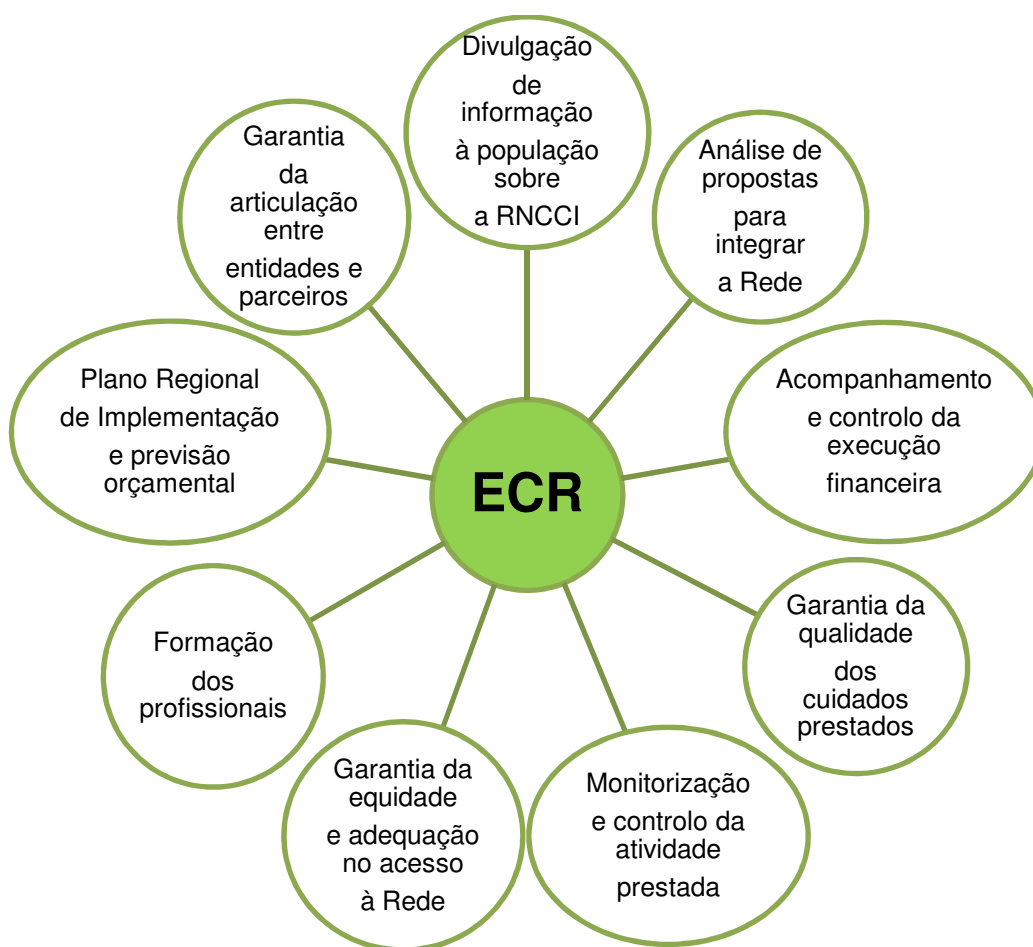 Divulgação
de
informação
à população
sobre
a RNCCI
Análise de
propostas
para
integrar
a Rede
Acompanhamento
e controlo da
execução
financeira
Garantia da
qualidade
dos
cuidados
prestados
Monitorização
e controlo da
atividade
prestada
Garantia da
equidade
e adequação
no acesso
à Rede
Formação
dos
profissionais
Plano Regional
de Implementação
e previsão
orçamental
Garantia
da
articulação
entre
entidades e
parceiros
ECR